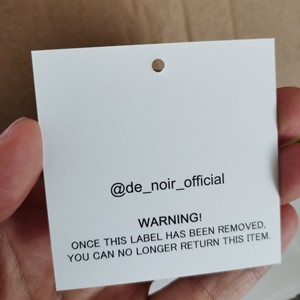 @de_noir_official
WARNING!
ONCE THIS LABEL HAS BEEN REMOVED,
YOU CAN NO LONGER RETURN THIS ITEM.